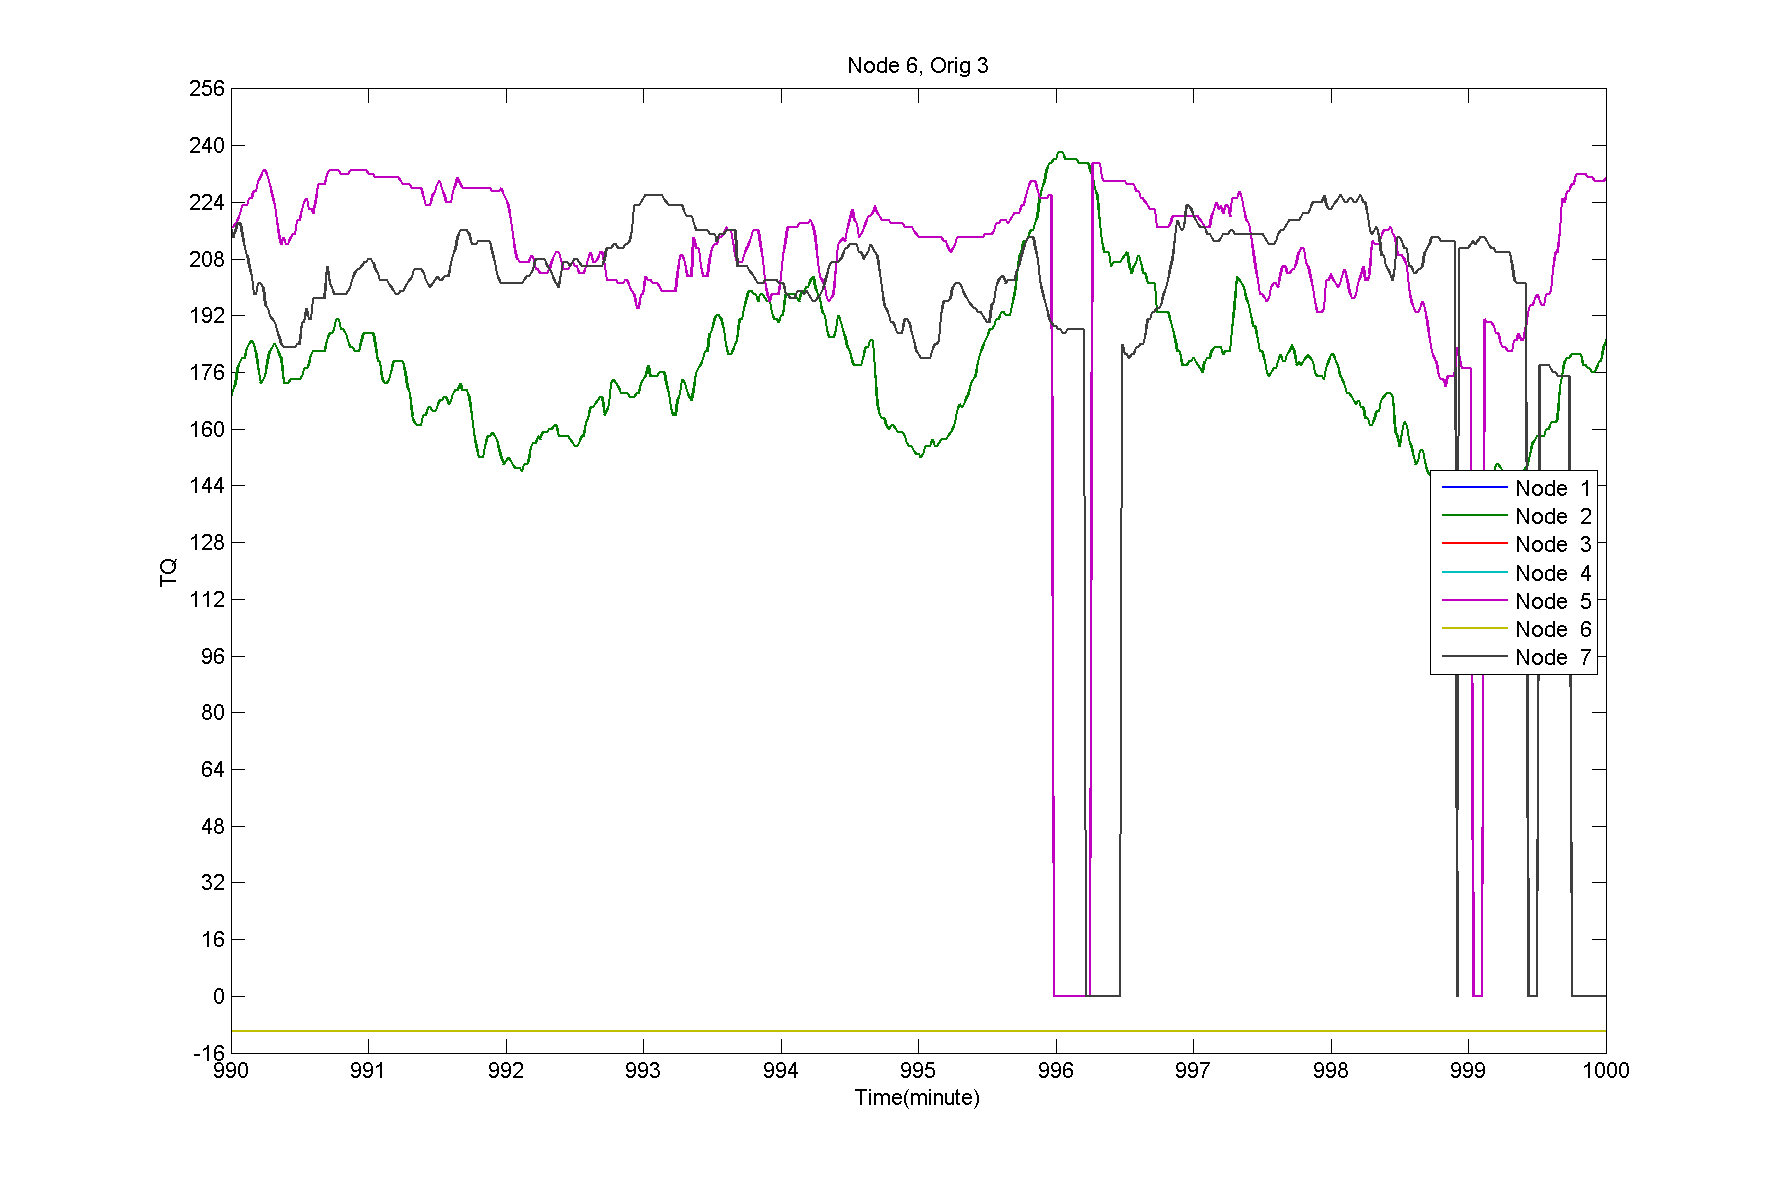 Node 6, Orig 3
256
240
224
208
192
176
160
144
128
112
96
80
64
48
32
16
0
-16
TQ
Node 1
Node 2
Node 3
Node 4
Node 5
Node 6
Node 7
990 991 992 993 994 995 996 997 998 999 1000
Time(minute)